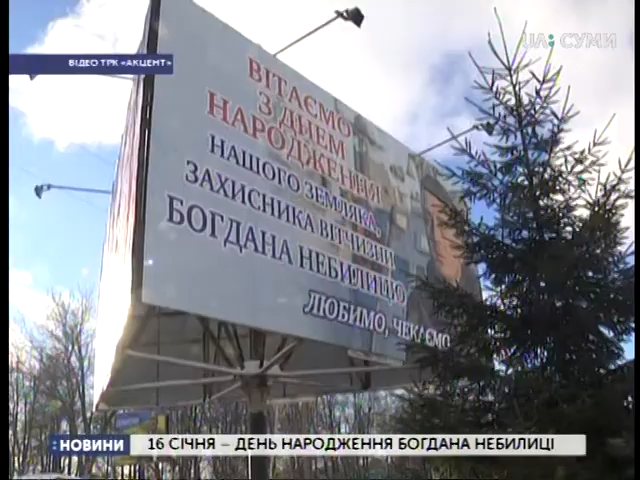 UA:СУМИ
ВІДЕО ТРК «АКЦЕНТ»
ВІТАЄМО
З ДНЕМ
НАРОДЖЕННЯ
НАШОГО ЗЕМЛЯКА,
ЗАХИСНИКА ВІТЧИЗНИ
БОГДАНА НЕБИЛИЦЮ
ЛЮБИМО, ЧЕКАЄМО
:НОВИНИ
16 СІЧНЯ – ДЕНЬ НАРОДЖЕННЯ БОГДАНА НЕБИЛИЦІ